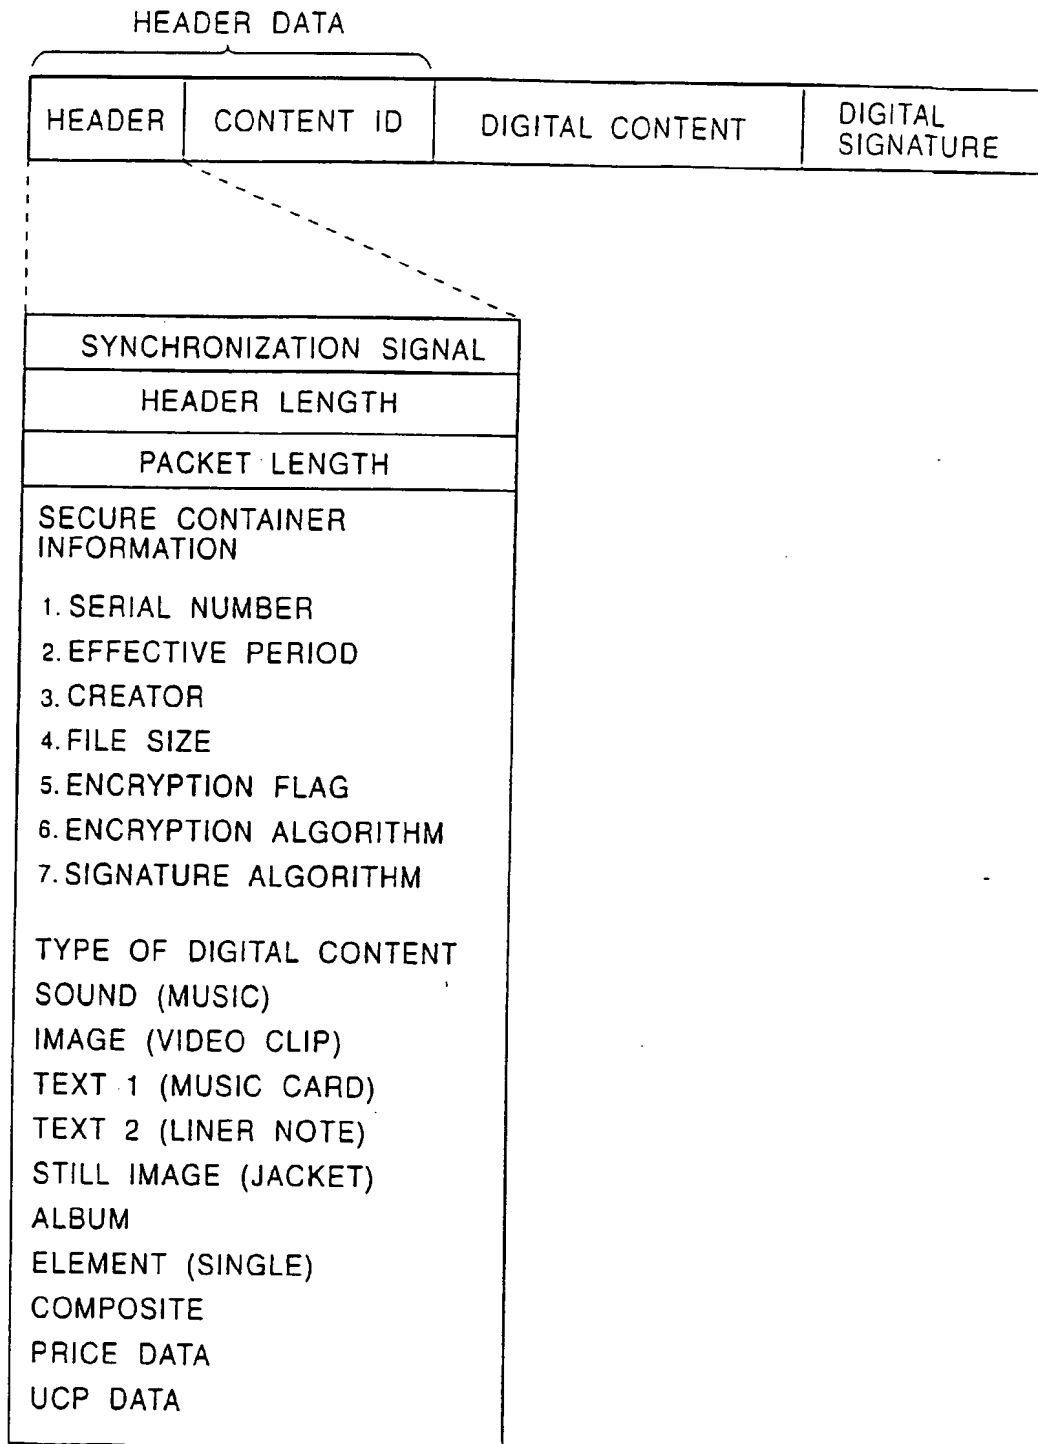 HEADER DATA
HEADER
CONTENT ID
DIGITAL CONTENT
DIGITAL
SIGNATURE
SYNCHRONIZATION SIGNAL
HEADER LENGTH
PACKET LENGTH
SECURE CONTAINER
INFORMATION
1. SERIAL NUMBER
2. EFFECTIVE PERIOD
3. CREATOR
4. FILE SIZE
5. ENCRYPTION FLAG
6. ENCRYPTION ALGORITHM
7. SIGNATURE ALGORITHM
TYPE OF DIGITAL CONTENT
SOUND (MUSIC)
IMAGE (VIDEO CLIP)
TEXT 1 (MUSIC CARD)
TEXT 2 (LINER NOTE)
STILL IMAGE (JACKET)
ALBUM
ELEMENT (SINGLE)
COMPOSITE
PRICE DATA
UCP DATA